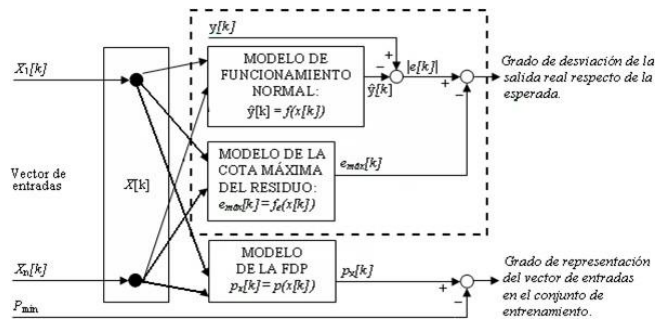 y[k]
X₁[k]
MODELO DE
FUNCIONAMIENTO
NORMAL:
ŷ[k] = f(x[k])
+
−
ŷ[k]
|e[k]|
+
−
Grado de desviación de la
salida real respecto de la
esperada.
Vector de
entradas
X[k]
MODELO DE LA
COTA MÁXIMA
DEL RESIDUO:
eₘáₓ[k] = fₑ(x[k])
eₘáₓ[k]
Xₙ[k]
MODELO
DE LA FDP
pₓ[k] = p(x[k])
pₓ[k]
+
−
Grado de representación
del vector de entradas
en el conjunto de
entrenamiento.
Pmin